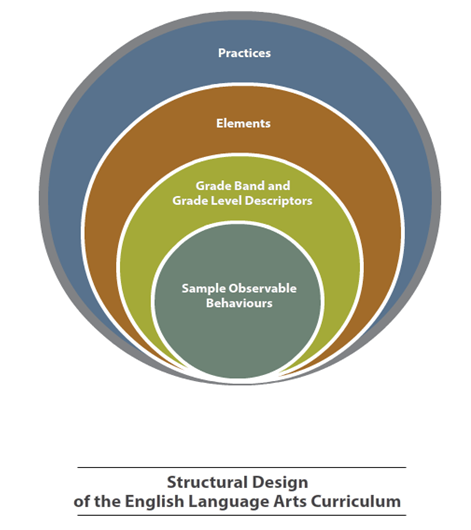 Practices
Elements
Grade Band and
Grade Level Descriptors
Sample Observable
Behaviours
Structural Design
of the English Language Arts Curriculum